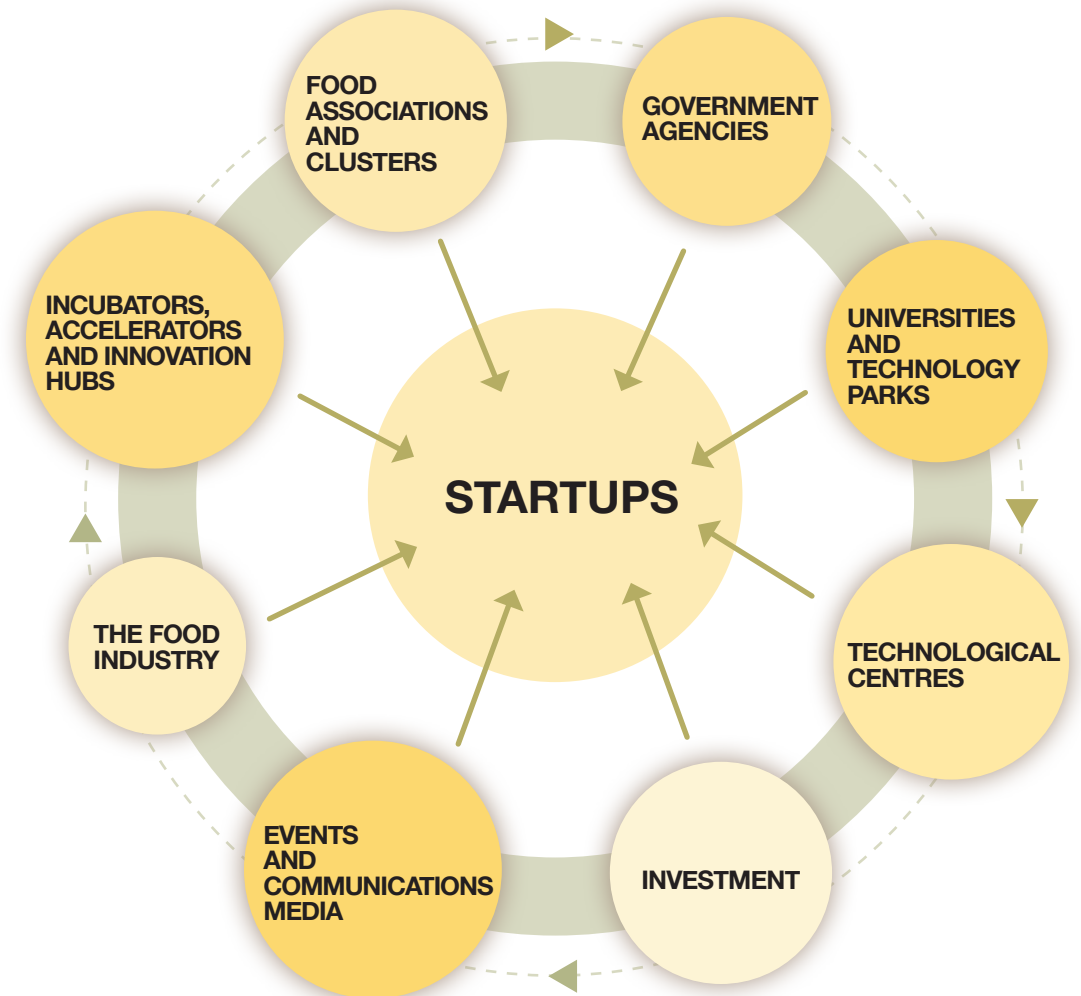 FOOD
ASSOCIATIONS
AND
CLUSTERS
GOVERNMENT
AGENCIES
INCUBATORS,
ACCELERATORS
AND INNOVATION
HUBS
UNIVERSITIES
AND
TECHNOLOGY
PARKS
STARTUPS
THE FOOD
INDUSTRY
TECHNOLOGICAL
CENTRES
EVENTS
AND
COMMUNICATIONS
MEDIA
INVESTMENT